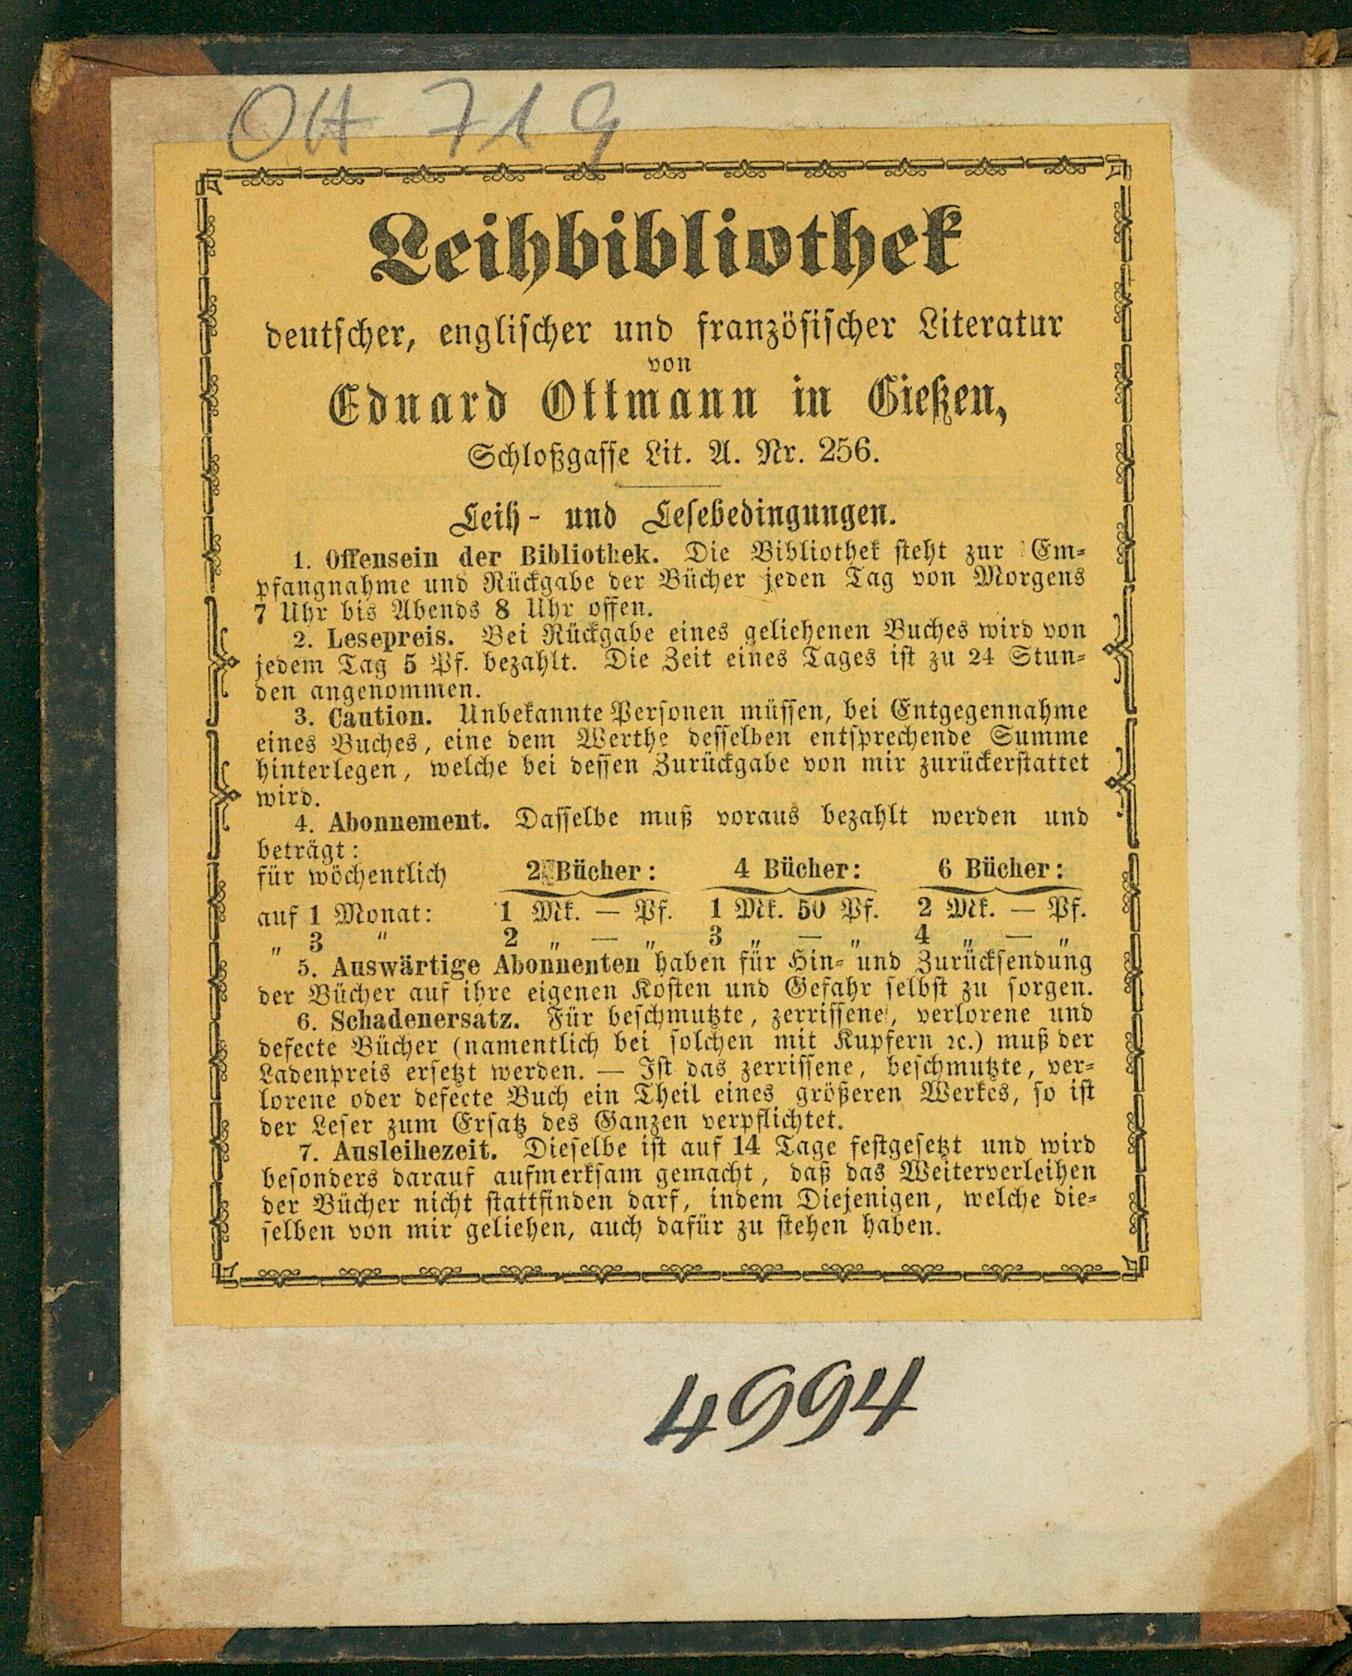 OH 719
Leihbibliothek
deutscher, englischer und französischer Literatur
von
Eduard Ottmann in Gießen,
Schloßgasse Lit. A. Nr. 256.
Leih- und Lesebedingungen.
1. Offensein der Bibliothek. Die Bibliothek steht zur Em-
pfangnahme und Rückgabe der Bücher jeden Tag von Morgens
7 Uhr bis Abends 8 Uhr offen.
2. Lesepreis. Bei Rückgabe eines geliehenen Buches wird von
jedem Tag 5 Pf. bezahlt. Die Zeit eines Tages ist zu 24 Stun-
den angenommen.
3. Caution. Unbekannte Personen müssen, bei Entgegennahme
eines Buches, eine dem Werthe desselben entsprechende Summe
hinterlegen, welche bei dessen Zurückgabe von mir zurückerstattet
wird.
4. Abonnement. Dasselbe muß voraus bezahlt werden und
beträgt:
für wöchentlich 2 Bücher: 4 Bücher: 6 Bücher:
auf 1 Monat: 1 Mk. — Pf. 1 Mk. 50 Pf. 2 Mk. — Pf.
„ 3 „ 2 „ — „ 3 „ — „ 4 „ — „
5. Auswärtige Abonnenten haben für Hin- und Zurücksendung
der Bücher auf ihre eigenen Kosten und Gefahr selbst zu sorgen.
6. Schadenersatz. Für beschmutzte, zerrissene, verlorene und
defecte Bücher (namentlich bei solchen mit Kupfern ꝛc.) muß der
Ladenpreis ersetzt werden. — Ist das zerrissene, beschmutzte, ver-
lorene oder defecte Buch ein Theil eines größeren Werkes, so ist
der Leser zum Ersatz des Ganzen verpflichtet.
7. Ausleihezeit. Dieselbe ist auf 14 Tage festgesetzt und wird
besonders darauf aufmerksam gemacht, daß das Weiterverleihen
der Bücher nicht stattfinden darf, indem Diejenigen, welche die-
selben von mir geliehen, auch dafür zu stehen haben.
4994